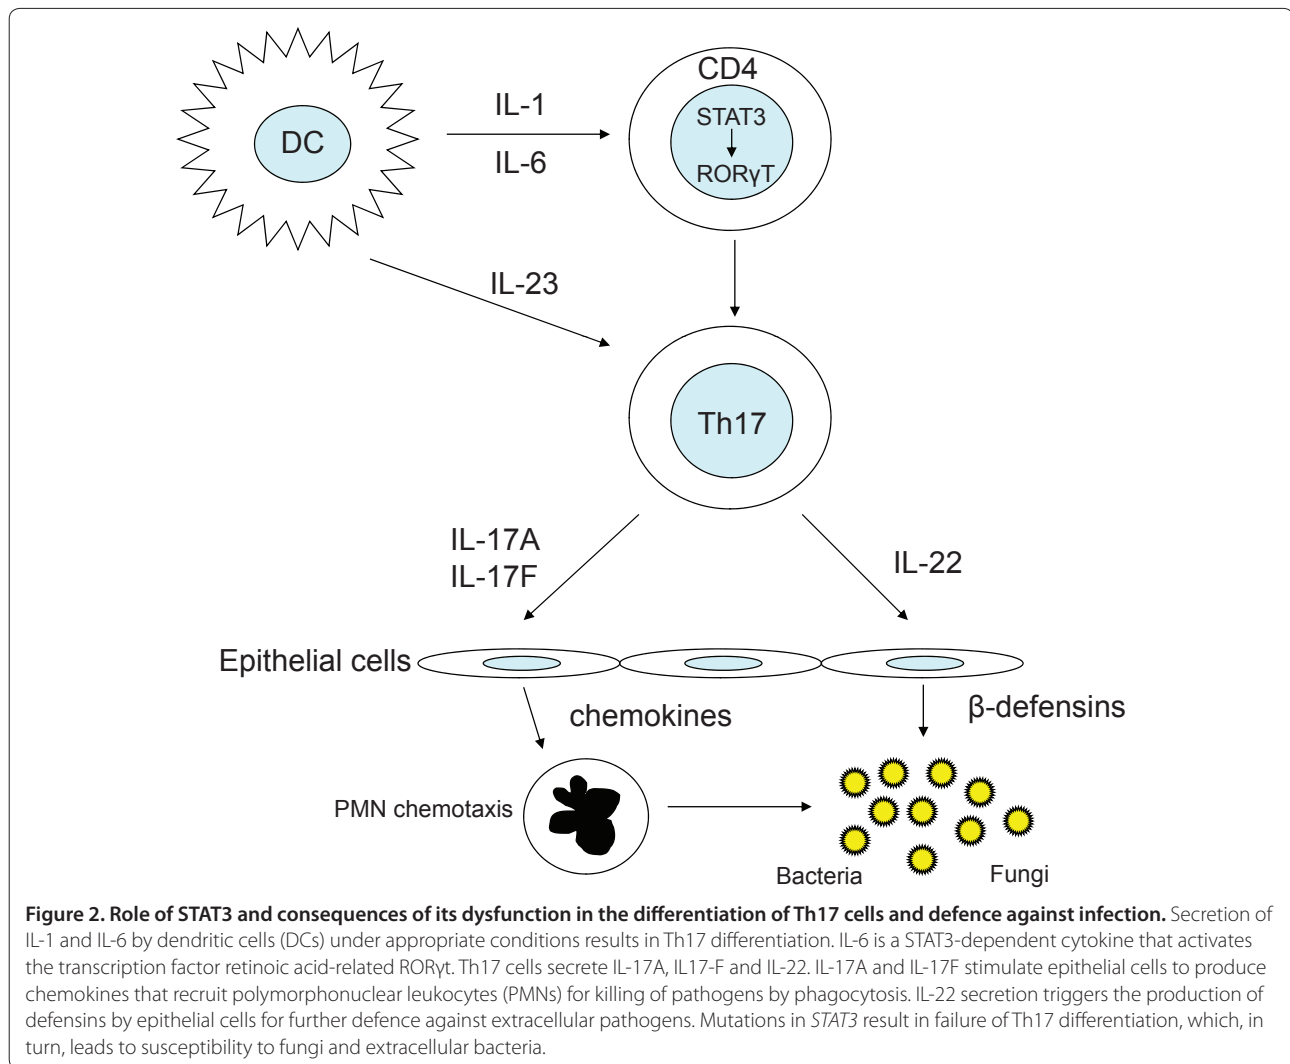 DC
IL-1
IL-6
CD4
STAT3
RORγT
IL-23
Th17
IL-17A
IL-17F
IL-22
Epithelial cells
chemokines
β-defensins
PMN chemotaxis
Bacteria
Fungi
Figure 2. Role of STAT3 and consequences of its dysfunction in the differentiation of Th17 cells and defence against infection. Secretion of
IL-1 and IL-6 by dendritic cells (DCs) under appropriate conditions results in Th17 differentiation. IL-6 is a STAT3-dependent cytokine that activates
the transcription factor retinoic acid-related RORγt. Th17 cells secrete IL-17A, IL17-F and IL-22. IL-17A and IL-17F stimulate epithelial cells to produce
chemokines that recruit polymorphonuclear leukocytes (PMNs) for killing of pathogens by phagocytosis. IL-22 secretion triggers the production of
defensins by epithelial cells for further defence against extracellular pathogens. Mutations in STAT3 result in failure of Th17 differentiation, which, in
turn, leads to susceptibility to fungi and extracellular bacteria.